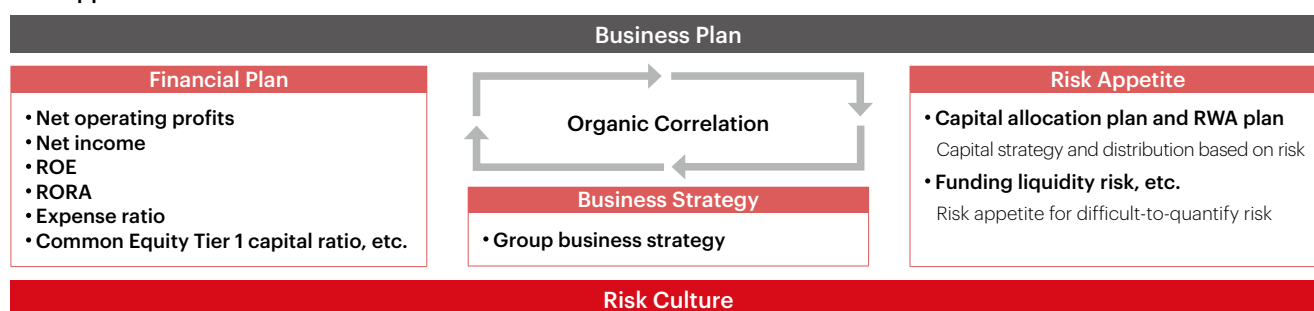 Business Plan
Financial Plan
• Net operating profits
• Net income
• ROE
• RORA
• Expense ratio
• Common Equity Tier 1 capital ratio, etc.
Organic Correlation
Business Strategy
• Group business strategy
Risk Appetite
• Capital allocation plan and RWA plan
Capital strategy and distribution based on risk
• Funding liquidity risk, etc.
Risk appetite for difficult-to-quantify risk
Risk Culture